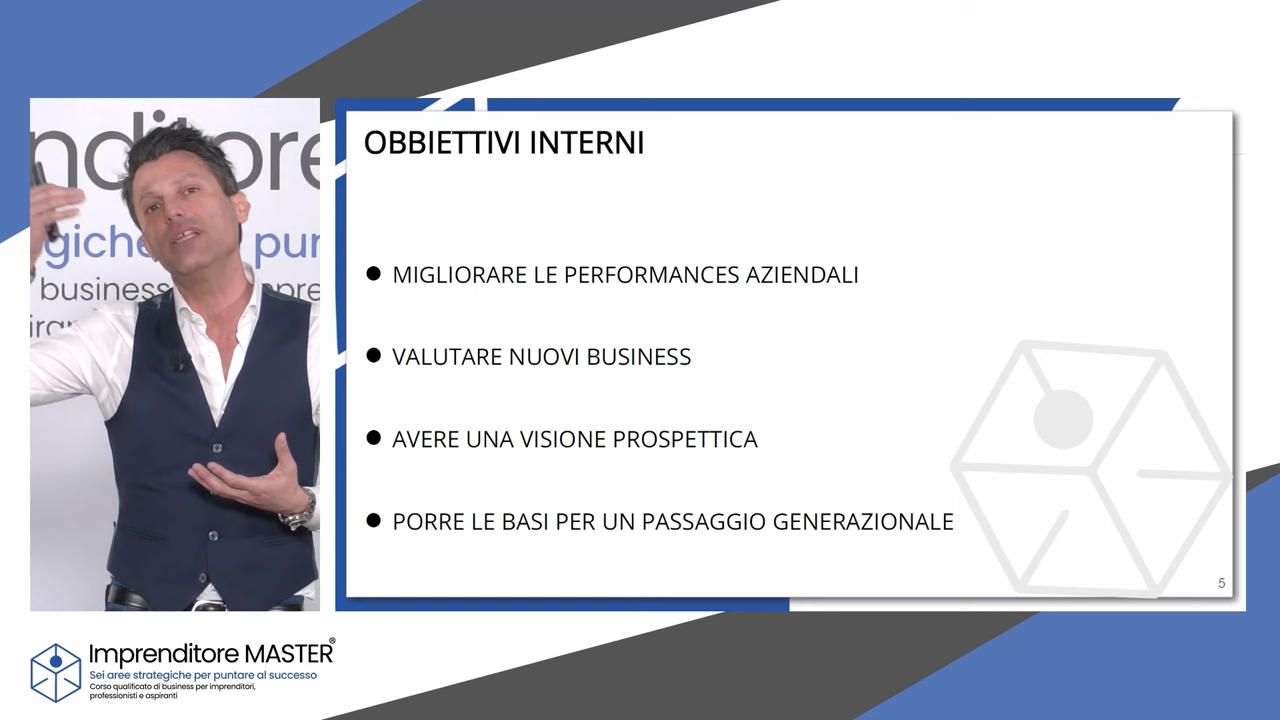 OBBIETTIVI INTERNI
MIGLIORARE LE PERFORMANCES AZIENDALI
VALUTARE NUOVI BUSINESS
AVERE UNA VISIONE PROSPETTICA
PORRE LE BASI PER UN PASSAGGIO GENERAZIONALE
5
Imprenditore MASTER®
Sei aree strategiche per puntare al successo
Corso qualificato di business per imprenditori,
professionisti e aspiranti
business